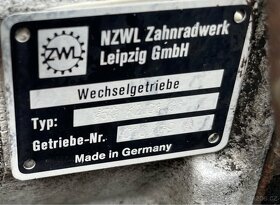 ZWL
NZWL Zahnradwerk
Leipzig GmbH
Wechselgetriebe
Typ:
Getriebe-Nr.
Made in Germany